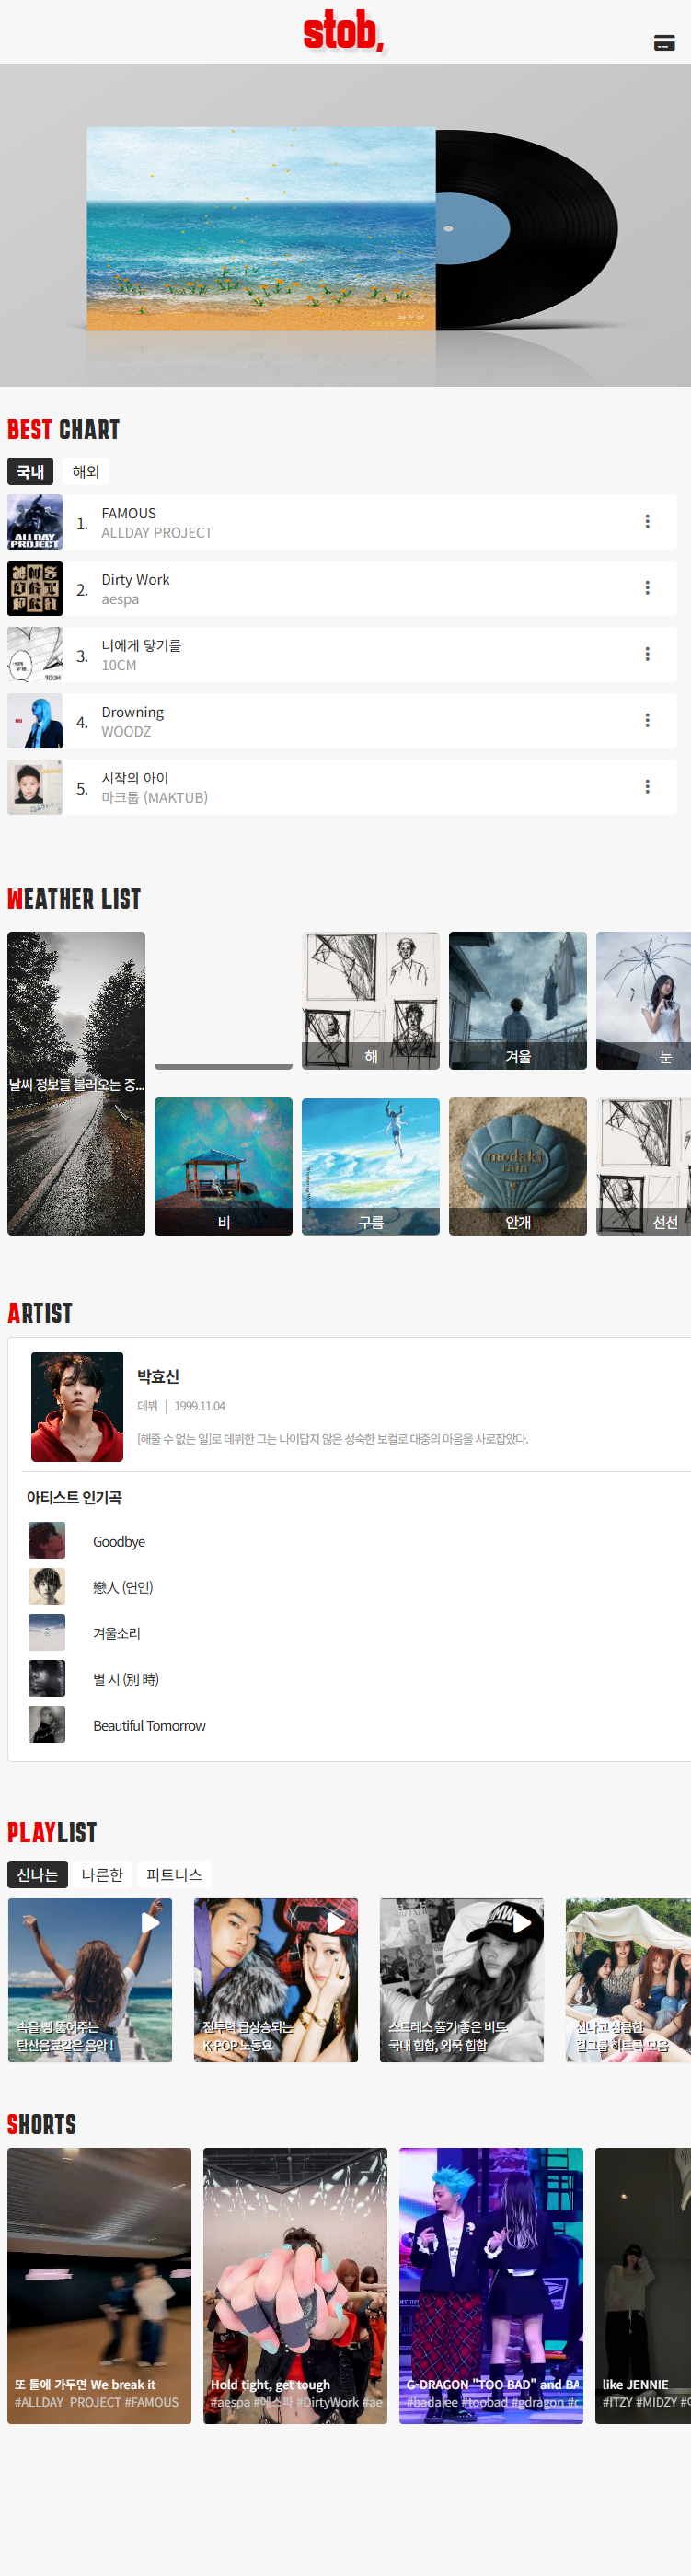 stob,
BEST CHART
국내
해외
ALLDAY
PROJECT
1.
FAMOUS
ALLDAY PROJECT
2.
Dirty Work
aespa
10CM
3.
너에게 닿기를
10CM
4.
Drowning
WOODZ
5.
시작의 아이
마크툽 (MAKTUB)
WEATHER LIST
날씨 정보를 불러오는 중...
해
겨울
눈
비
구름
modaki
rain
안개
선선
ARTIST
박효신
데뷔 | 1999.11.04
[해줄 수 없는 일]로 데뷔한 그는 나이답지 않은 성숙한 보컬로 대중의 마음을 사로잡았다.
아티스트 인기곡
Goodbye
戀人 (연인)
겨울소리
별 시 (別 時)
Beautiful Tomorrow
PLAYLIST
신나는
나른한
피트니스
속을 뻥 뚫어주는
탄산음료같은 음악 !
전투력 급상승되는
K-POP 노동요
스트레스 풀기 좋은 비트
국내 힙합, 외국 힙합
신나고 상큼한
걸그룹 히트곡 모음
SHORTS
또 틀에 가두면 We break it
#ALLDAY_PROJECT #FAMOUS
Hold tight, get tough
#aespa #에스파 #DirtyWork #ae
G-DRAGON "TOO BAD" and BA
#badalee #toobad #gdragon #c
like JENNIE
#ITZY #MIDZY